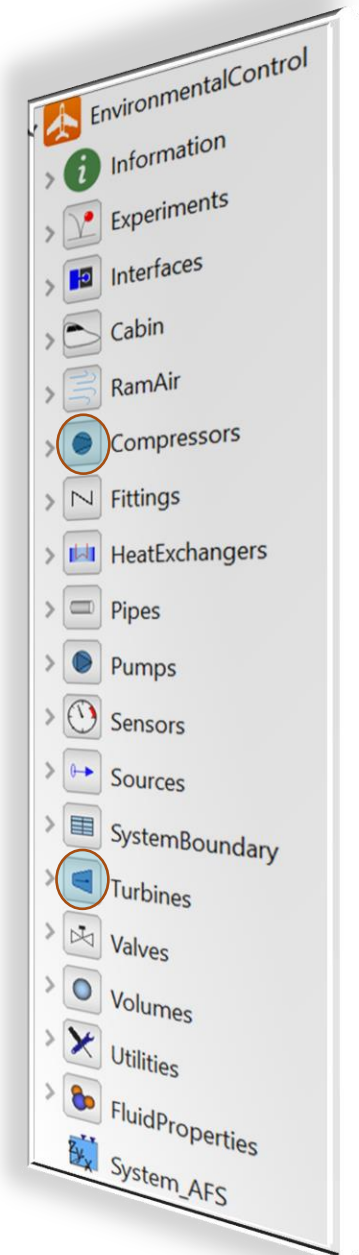 EnvironmentalControl
Information
Experiments
Interfaces
Cabin
RamAir
Compressors
Fittings
HeatExchangers
Pipes
Pumps
Sensors
Sources
SystemBoundary
Turbines
Valves
Volumes
Utilities
FluidProperties
System_AFS